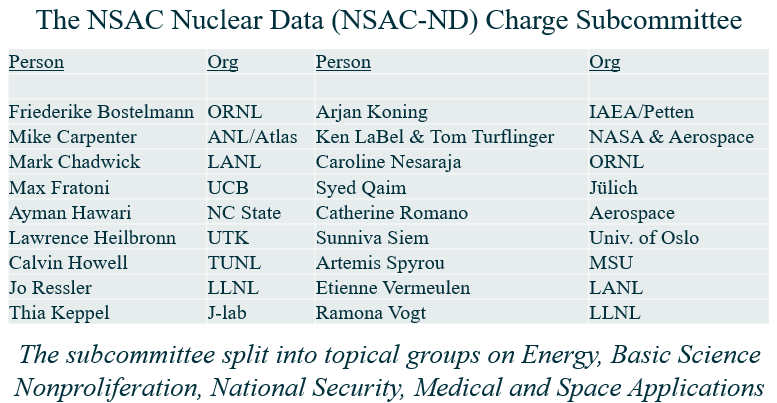 The NSAC Nuclear Data (NSAC-ND) Charge Subcommittee
Person Org Person Org
Friederike Bostelmann ORNL Arjan Koning IAEA/Petten
Mike Carpenter ANL/Atlas Ken LaBel & Tom Turflinger NASA & Aerospace
Mark Chadwick LANL Caroline Nesaraja ORNL
Max Fratoni UCB Syed Qaim Jülich
Ayman Hawari NC State Catherine Romano Aerospace
Lawrence Heilbronn UTK Sunniva Siem Univ. of Oslo
Calvin Howell TUNL Artemis Spyrou MSU
Jo Ressler LLNL Etienne Vermeulen LANL
Thia Keppel J-lab Ramona Vogt LLNL
The subcommittee split into topical groups on Energy, Basic Science
Nonproliferation, National Security, Medical and Space Applications